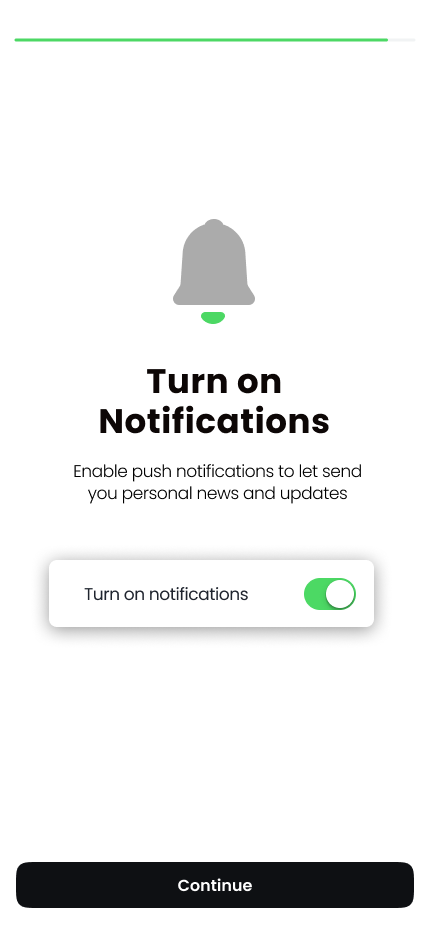 Turn on
Notifications
Enable push notifications to let send
you personal news and updates
Turn on notifications
Continue